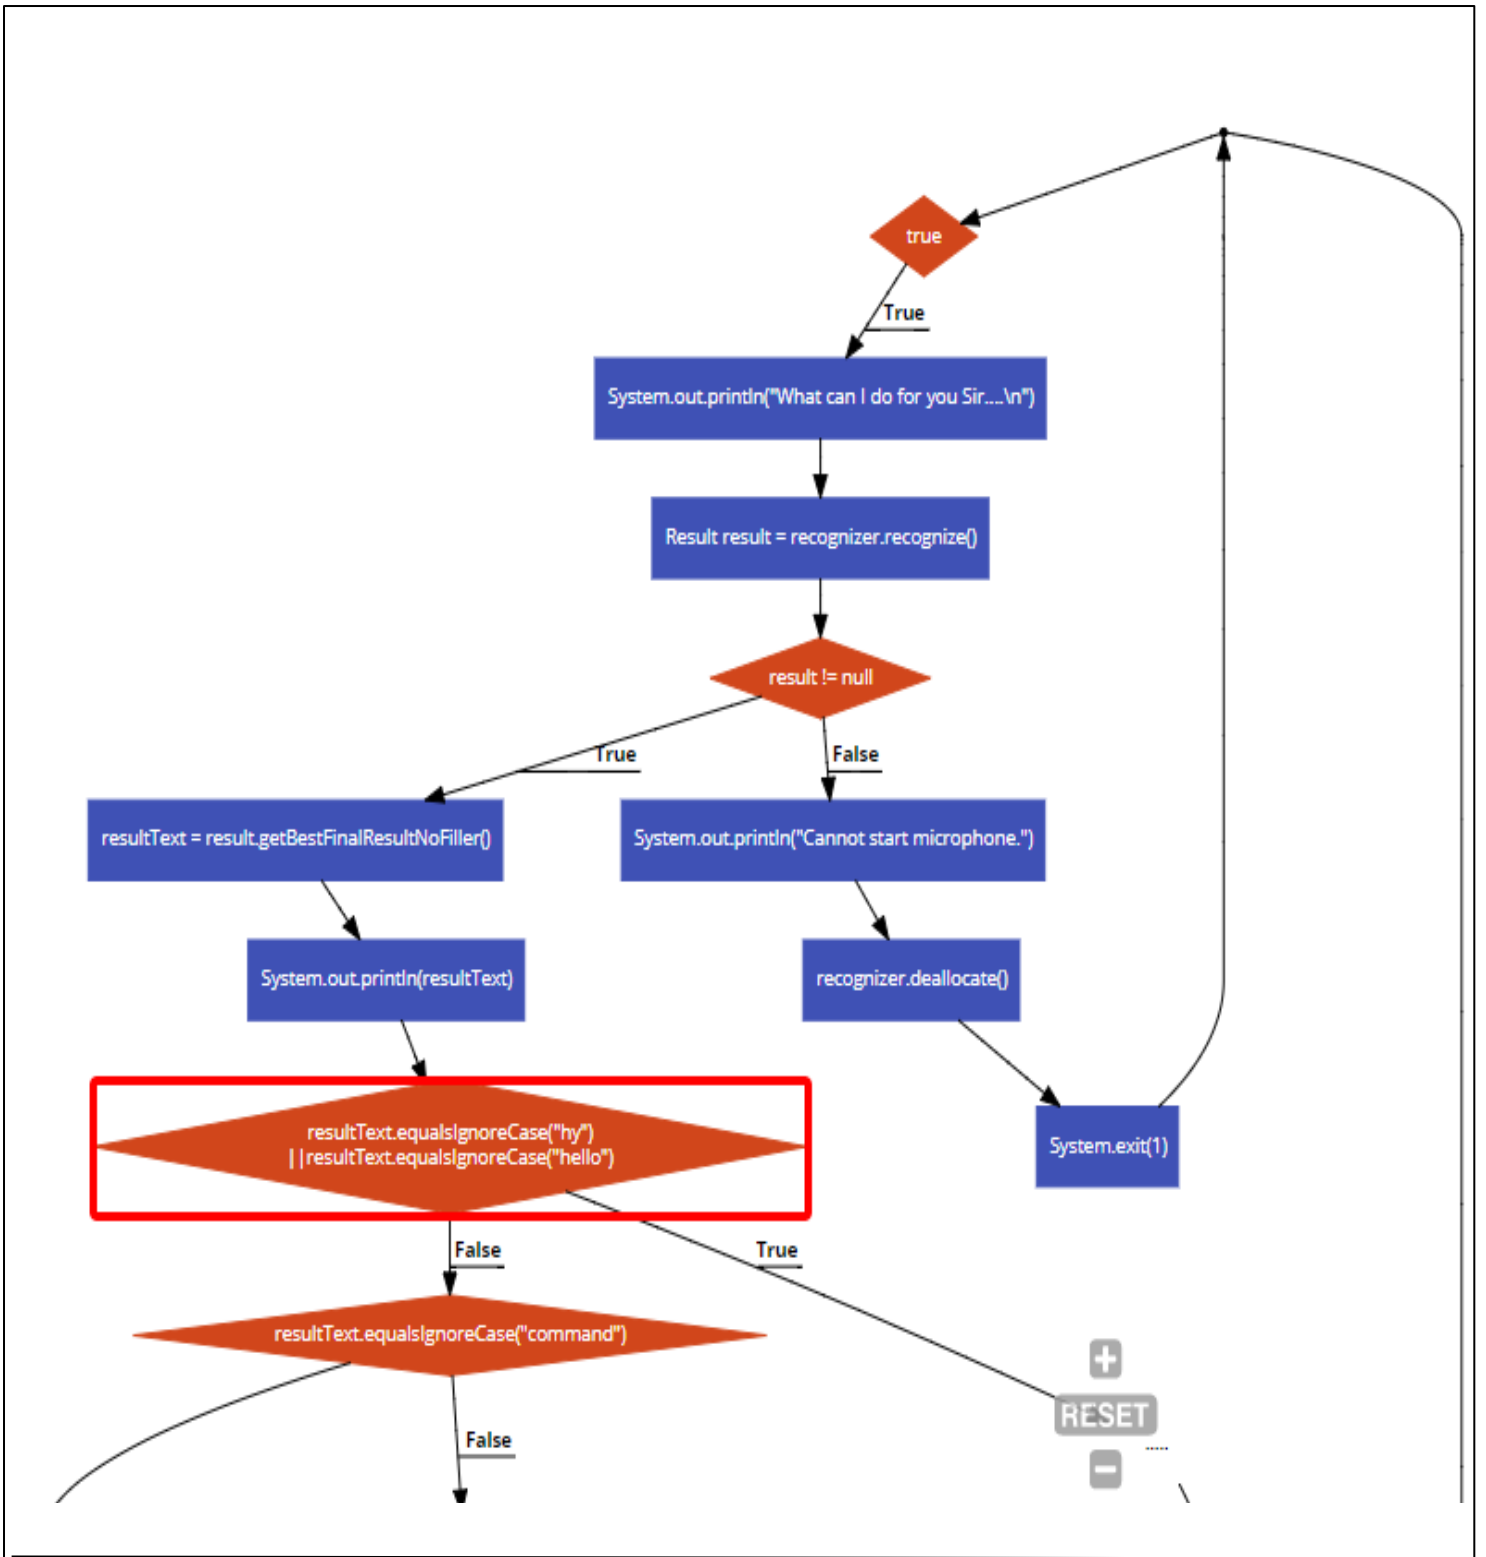 true
True
System.out.println("What can I do for you Sir....\n")
Result result = recognizer.recognize()
result != null
True
False
resultText = result.getBestFinalResultNoFiller()
System.out.println("Cannot start microphone.")
System.out.println(resultText)
recognizer.deallocate()
resultText.equalsIgnoreCase("hy")
||resultText.equalsIgnoreCase("hello")
System.exit(1)
False
True
resultText.equalsIgnoreCase("command")
+
RESET
.....
False
−